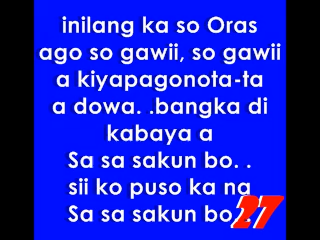 inilang ka so Oras
ago so gawii, so gawii
a kiyapagonota-ta
a dowa. .bangka di
kabaya a
Sa sa sakun bo. .
sii ko puso ka na
Sa sa sakun bo. .
27